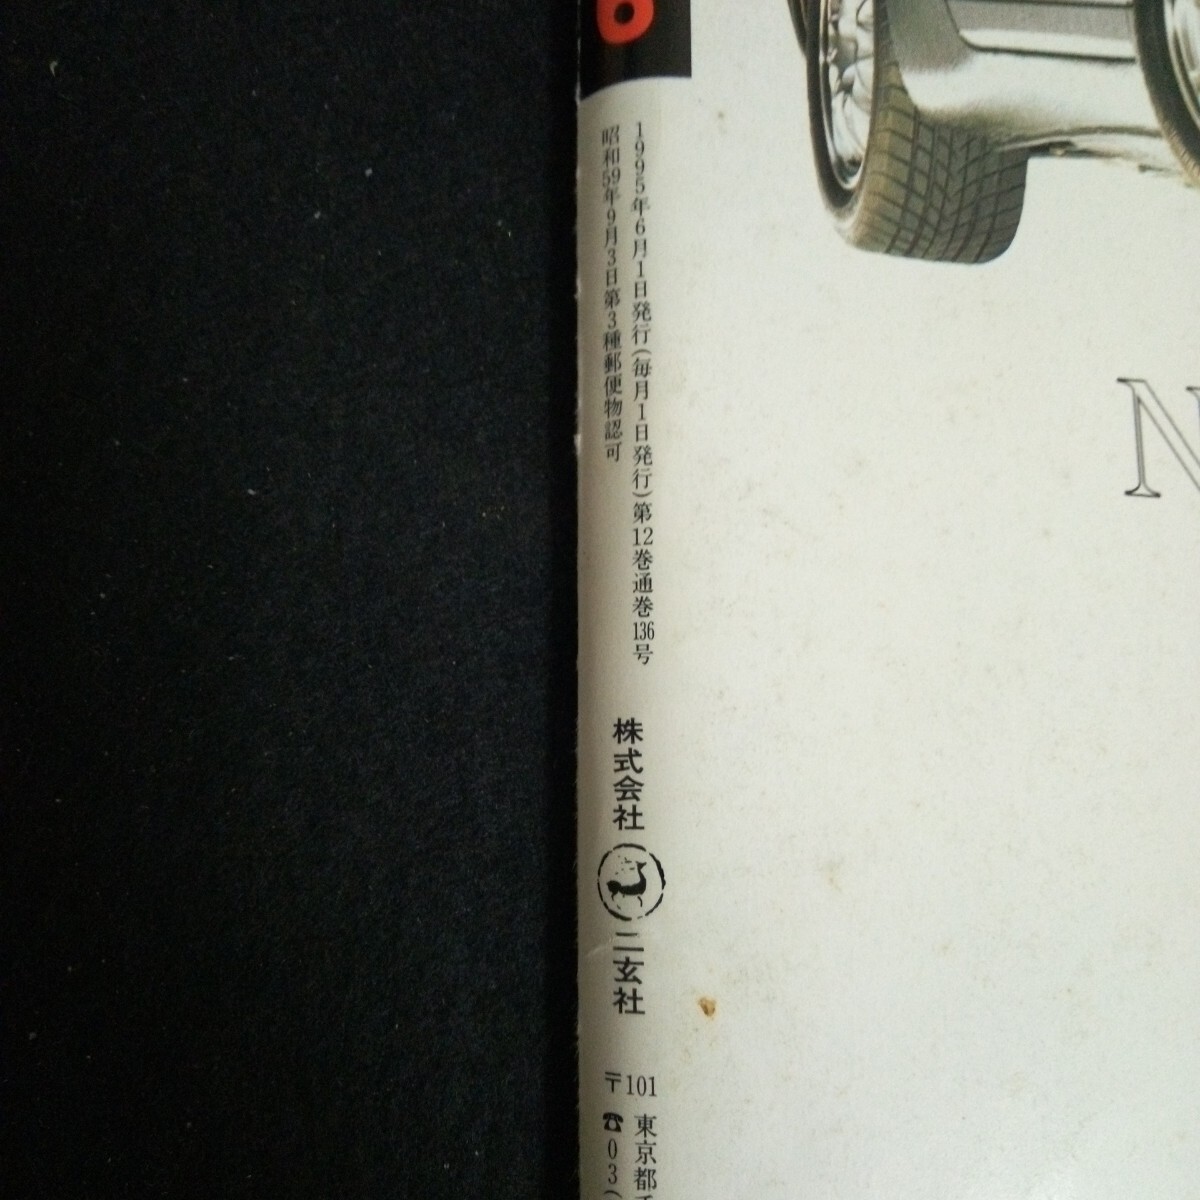 6
1995年6月1日発行(毎月1日発行)第12巻通巻136号
昭和59年9月3日第3種郵便物認可
株式会社 二玄社
〒101 東京都
☎03(
N